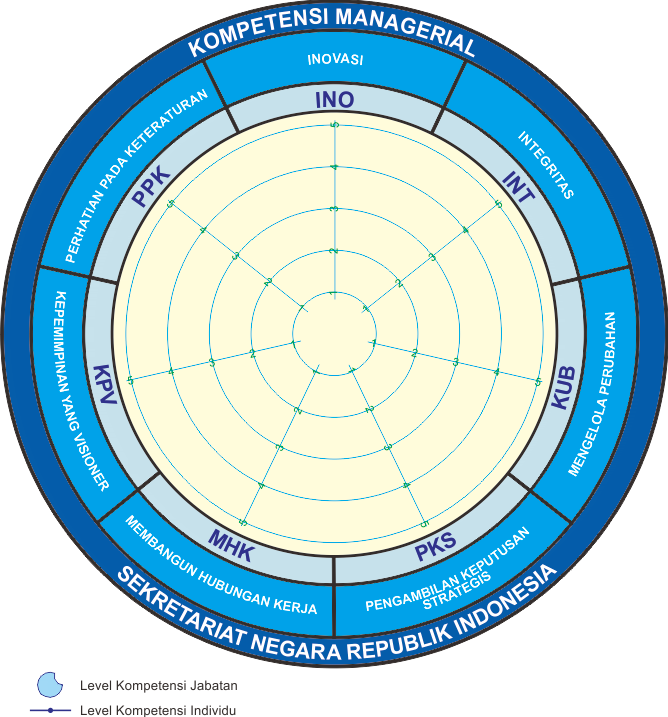 KOMPETENSI MANAGERIAL
INOVASI
INO
INTEGRITAS
INT
MENGELOLA PERUBAHAN
KUB
PENGAMBILAN KEPUTUSAN
STRATEGIS
PKS
MEMBANGUN HUBUNGAN KERJA
MHK
KEPEMIMPINAN YANG VISIONER
KPV
PERHATIAN PADA KETERATURAN
PPK
5
4
3
2
1
5
4
3
2
1
5
4
3
2
1
5
4
3
2
1
5
4
3
2
1
5
4
3
2
1
5
4
3
2
1
SEKRETARIAT NEGARA REPUBLIK INDONESIA
Level Kompetensi Jabatan
Level Kompetensi Individu